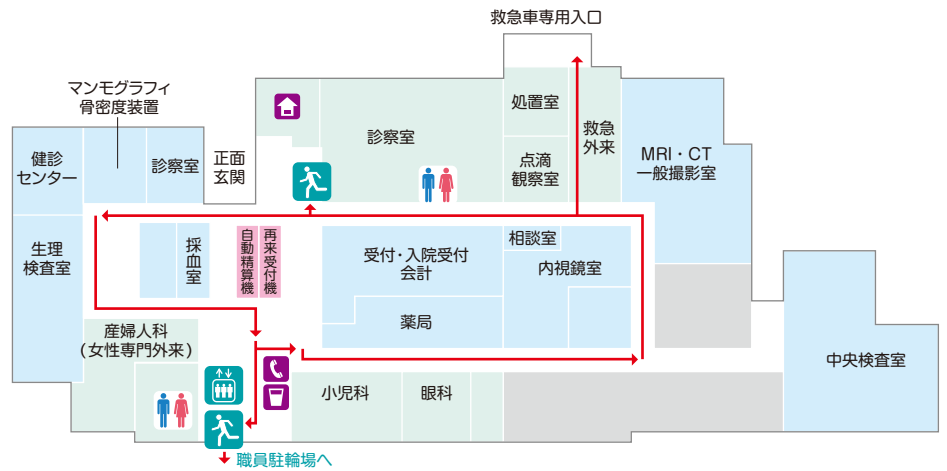 救急車専用入口
マンモグラフィ
骨密度装置
健診
センター
診察室
正面
玄関
診察室
処置室
点滴
観察室
救急
外来
MRI・CT
一般撮影室
生理
検査室
採血室
自動精算機
再来受付機
受付・入院受付
会計
薬局
相談室
内視鏡室
産婦人科
(女性専門外来)
小児科
眼科
中央検査室
職員駐輪場へ